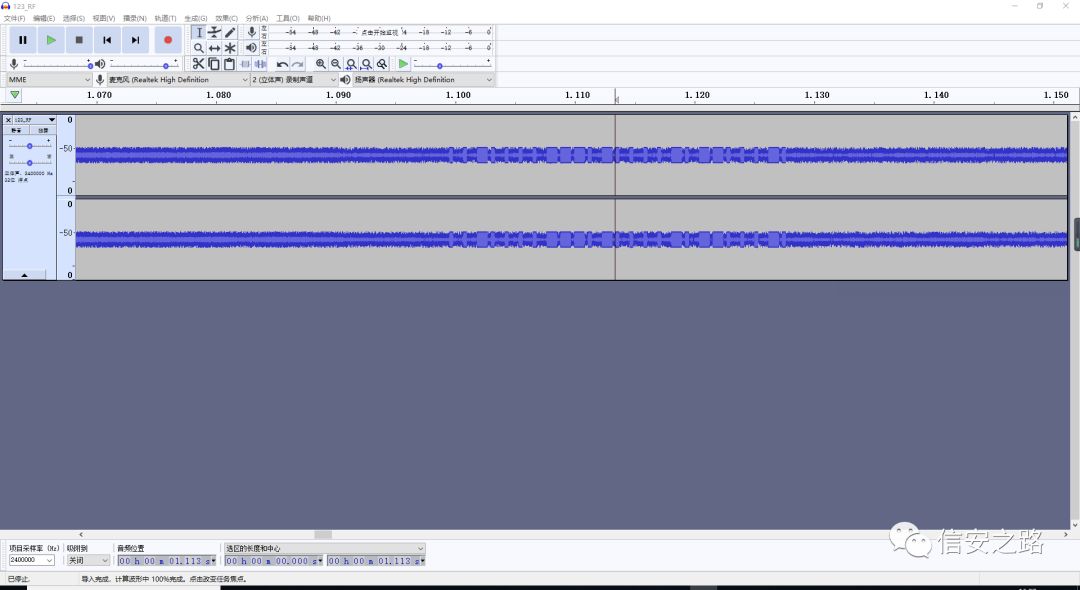 123_RF
文件(F) 编辑(E) 选择(S) 视图(V) 播录(N) 轨道(T) 生成(G) 效果(C) 分析(A) 工具(O) 帮助(H)
左 右 -54 -48 -42 点击开始监视 -18 -12 -6 0
左 右 -54 -48 -42 -36 -30 -24 -18 -12 -6 0
MME 麦克风 (Realtek High Definition 2 (立体声) 录制声道 扬声器 (Realtek High Definition
1.070 1.080 1.090 1.100 1.110 1.120 1.130 1.140 1.150
123_RF 0
静音 独奏
- + -50
左 右
立体声, 2400000 Hz
32位 浮点
0
0
-50
0
项目采样率 (Hz) 吸附到 音频位置 选区的长度和中心
2400000 关闭 00 h 00 m 01.113 s 00 h 00 m 00.000 s 00 h 00 m 01.113 s
已停止. 导入完成，计算波形中 100%完成。点击改变任务焦点。
信安之路